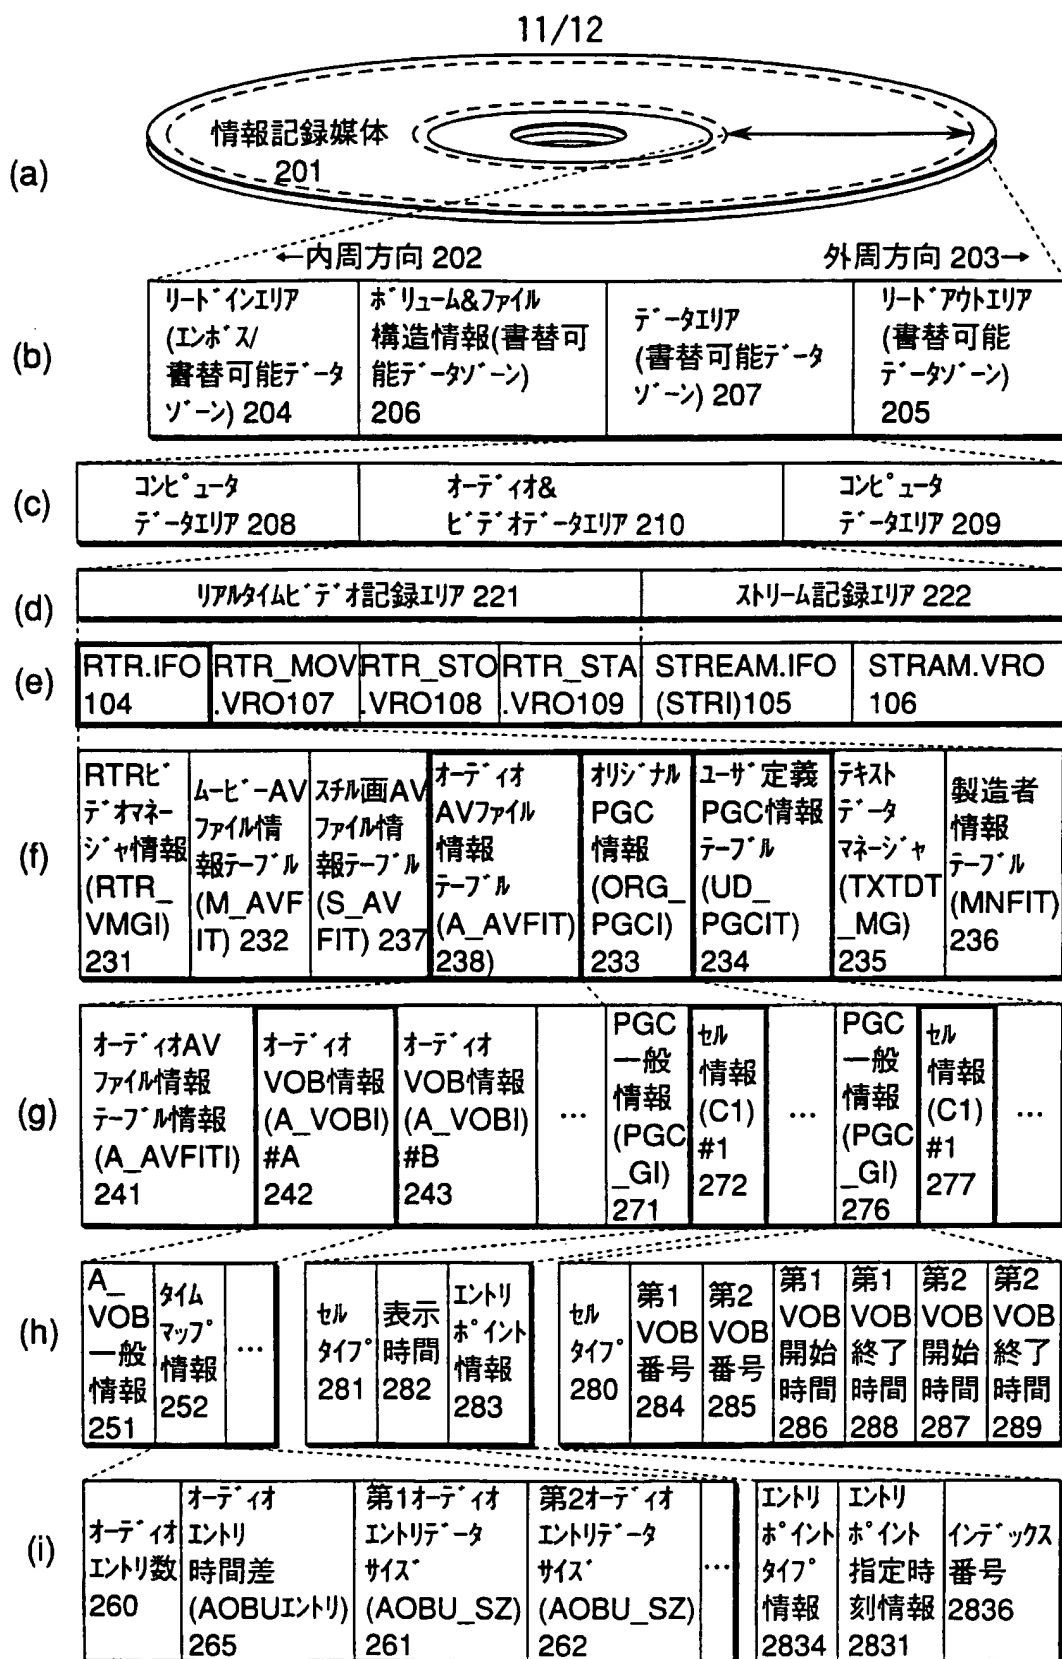 11/12
(a)
情報記録媒体
201
←内周方向 202
外周方向 203→
(b)
リードインエリア
(エンボス/
書替可能データ
ゾーン) 204
ボリューム&ファイル
構造情報(書替可
能データゾーン)
206
データエリア
(書替可能データ
ゾーン) 207
リードアウトエリア
(書替可能
データゾーン)
205
(c)
コンピュータ
データエリア 208
オーディオ&
ビデオデータエリア 210
コンピュータ
データエリア 209
(d)
リアルタイムビデオ記録エリア 221
ストリーム記録エリア 222
(e)
RTR.IFO
104
RTR_MOV
.VRO107
RTR_STO
.VRO108
RTR_STA
.VRO109
STREAM.IFO
(STRI)105
STRAM.VRO
106
(f)
RTRビ
デオマネー
ジャ情報
(RTR_
VMGI)
231
ムービーAV
ファイル情
報テーブル
(M_AVF
IT) 232
スチル画AV
ファイル情
報テーブル
(S_AV
FIT) 237
オーディオ
AVファイル
情報
テーブル
(A_AVFIT)
238)
オリジナル
PGC
情報
(ORG_
PGCI)
233
ユーザ定義
PGC情報
テーブル
(UD_
PGCIT)
234
テキスト
データ
マネージャ
(TXTDT
_MG)
235
製造者
情報
テーブル
(MNFIT)
236
(g)
オーディオAV
ファイル情報
テーブル情報
(A_AVFITI)
241
オーディオ
VOB情報
(A_VOBI)
#A
242
オーディオ
VOB情報
(A_VOBI)
#B
243
…
PGC
一般
情報
(PGC
_GI)
271
セル
情報
(C1)
#1
272
…
PGC
一般
情報
(PGC
_GI)
276
セル
情報
(C1)
#1
277
…
(h)
A_
VOB
一般
情報
251
タイム
マップ
情報
252
…
セル
タイプ
281
表示
時間
282
エントリ
ポイント
情報
283
セル
タイプ
280
第1
VOB
番号
284
第2
VOB
番号
285
第1
VOB
開始
時間
286
第1
VOB
終了
時間
288
第2
VOB
開始
時間
287
第2
VOB
終了
時間
289
(i)
オーディオ
エントリ数
260
オーディオ
エントリ
時間差
(AOBUエントリ)
265
第1オーディオ
エントリデータ
サイズ
(AOBU_SZ)
261
第2オーディオ
エントリデータ
サイズ
(AOBU_SZ)
262
…
エントリ
ポイント
タイプ
情報
2834
エントリ
ポイント
指定時
刻情報
2831
インデックス
番号
2836